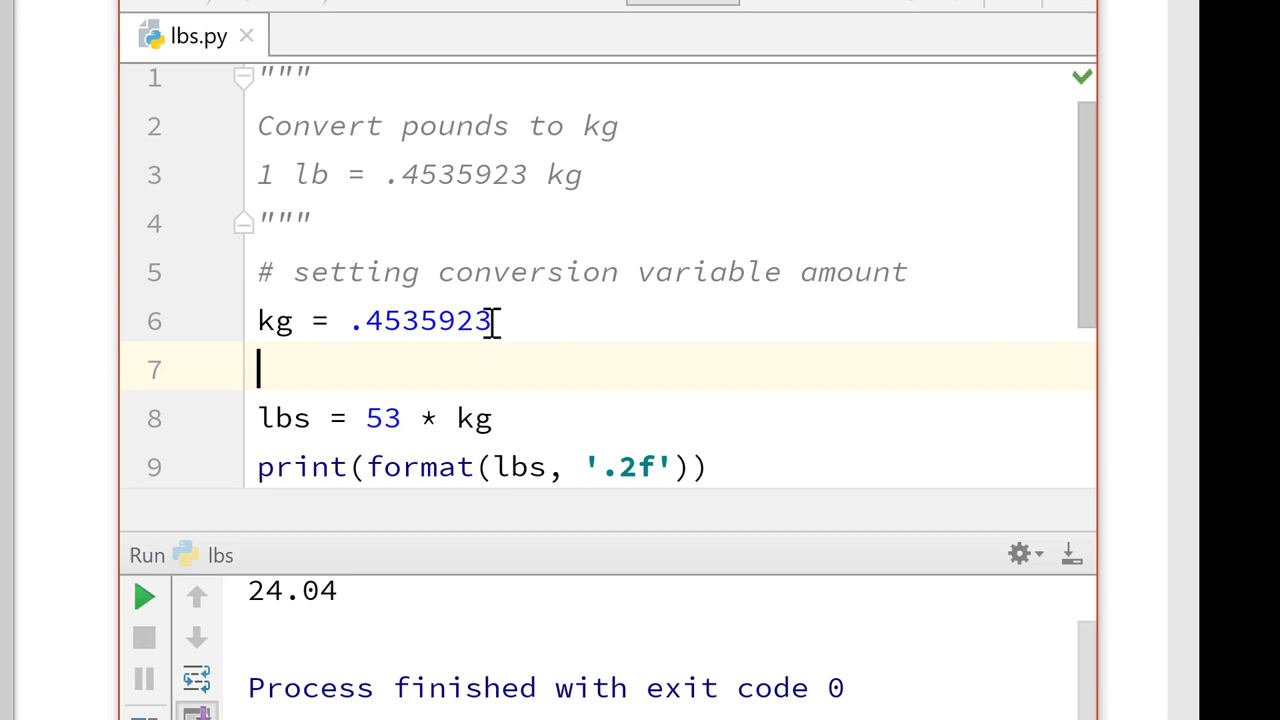 lbs.py
1 """
2 Convert pounds to kg
3 1 lb = .4535923 kg
4 """
5 # setting conversion variable amount
6 kg = .4535923
7
8 lbs = 53 * kg
9 print(format(lbs, '.2f'))
Run lbs
24.04
Process finished with exit code 0